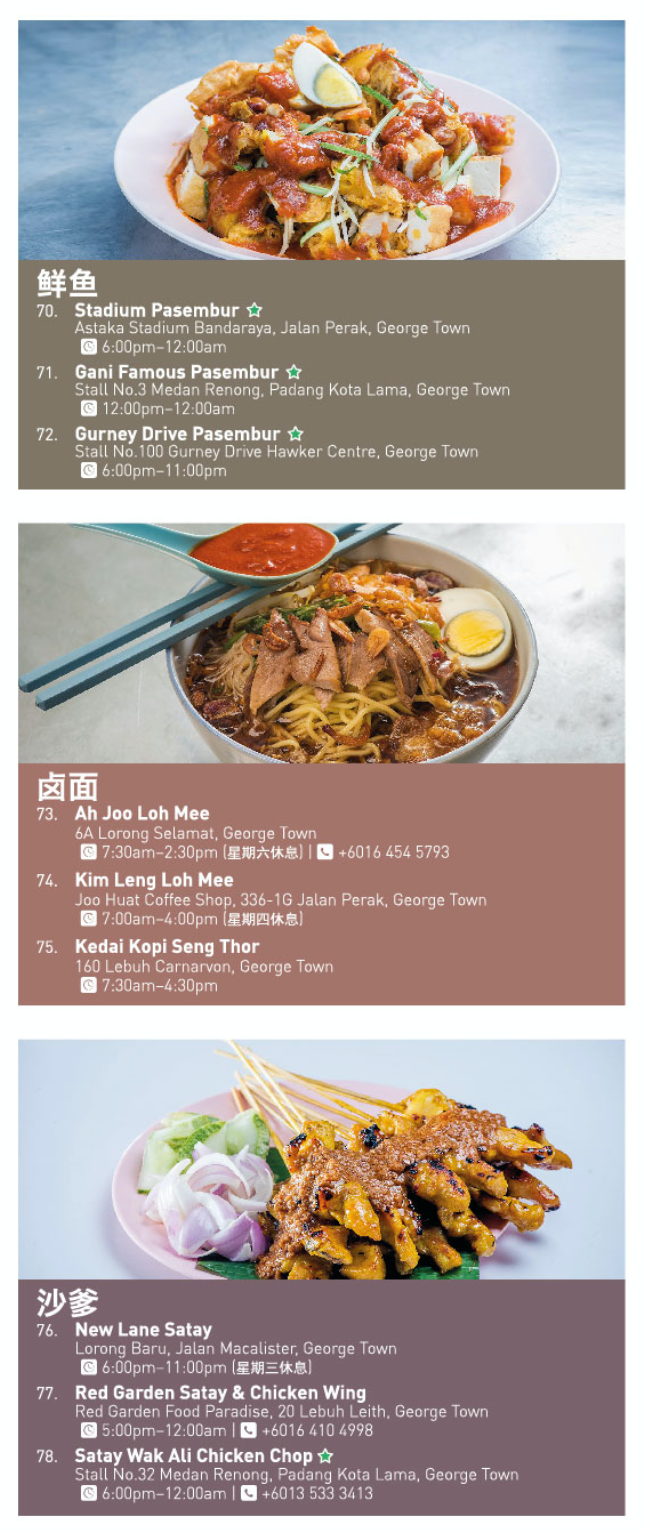 鲜鱼
70. Stadium Pasembur
Astaka Stadium Bandaraya, Jalan Perak, George Town
6:00pm–12:00am
71. Gani Famous Pasembur
Stall No.3 Medan Renong, Padang Kota Lama, George Town
12:00pm–12:00am
72. Gurney Drive Pasembur
Stall No.100 Gurney Drive Hawker Centre, George Town
6:00pm–11:00pm
卤面
73. Ah Joo Loh Mee
6A Lorong Selamat, George Town
7:30am–2:30pm (星期六休息) | +6016 454 5793
74. Kim Leng Loh Mee
Joo Huat Coffee Shop, 336-1G Jalan Perak, George Town
7:00am–4:00pm (星期四休息)
75. Kedai Kopi Seng Thor
160 Lebuh Carnarvon, George Town
7:30am–4:30pm
沙爹
76. New Lane Satay
Lorong Baru, Jalan Macalister, George Town
6:00pm–11:00pm (星期三休息)
77. Red Garden Satay & Chicken Wing
Red Garden Food Paradise, 20 Lebuh Leith, George Town
5:00pm–12:00am | +6016 410 4998
78. Satay Wak Ali Chicken Chop
Stall No.32 Medan Renong, Padang Kota Lama, George Town
6:00pm–12:00am | +6013 533 3413